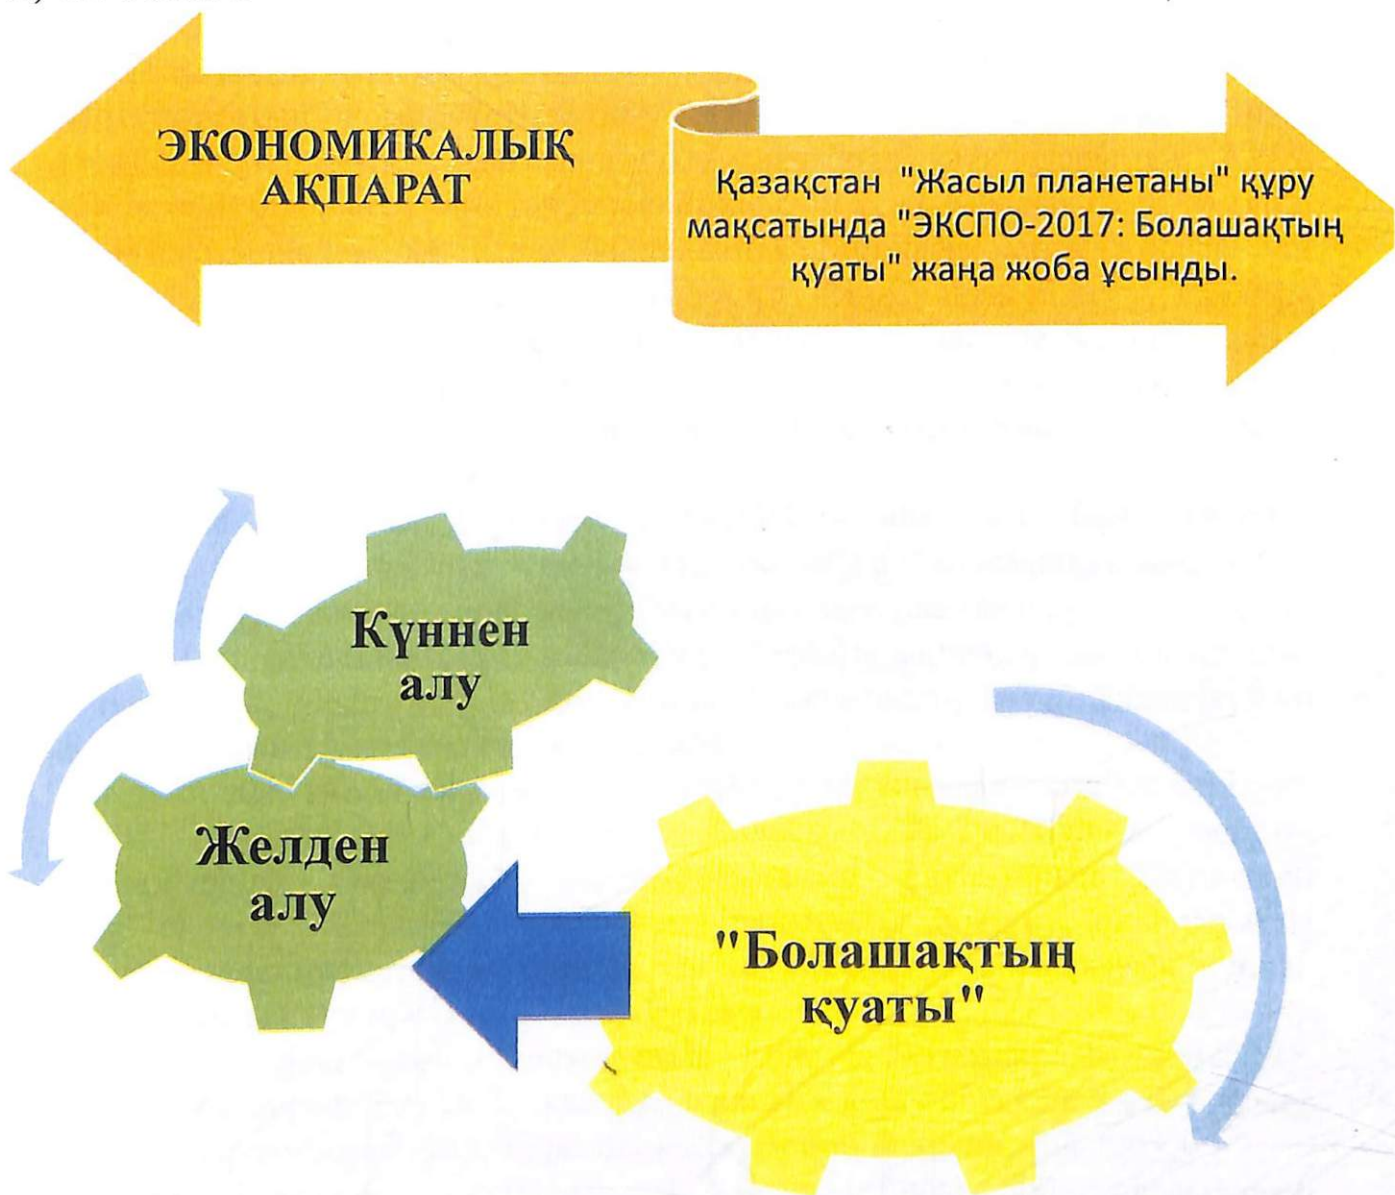 ЭКОНОМИКАЛЫҚ
АҚПАРАТ
Қазақстан "Жасыл планетаны" құру
мақсатында "ЭКСПО-2017: Болашақтың
қуаты" жаңа жоба ұсынды.
Күннен
алу
Желден
алу
"Болашақтың
қуаты"